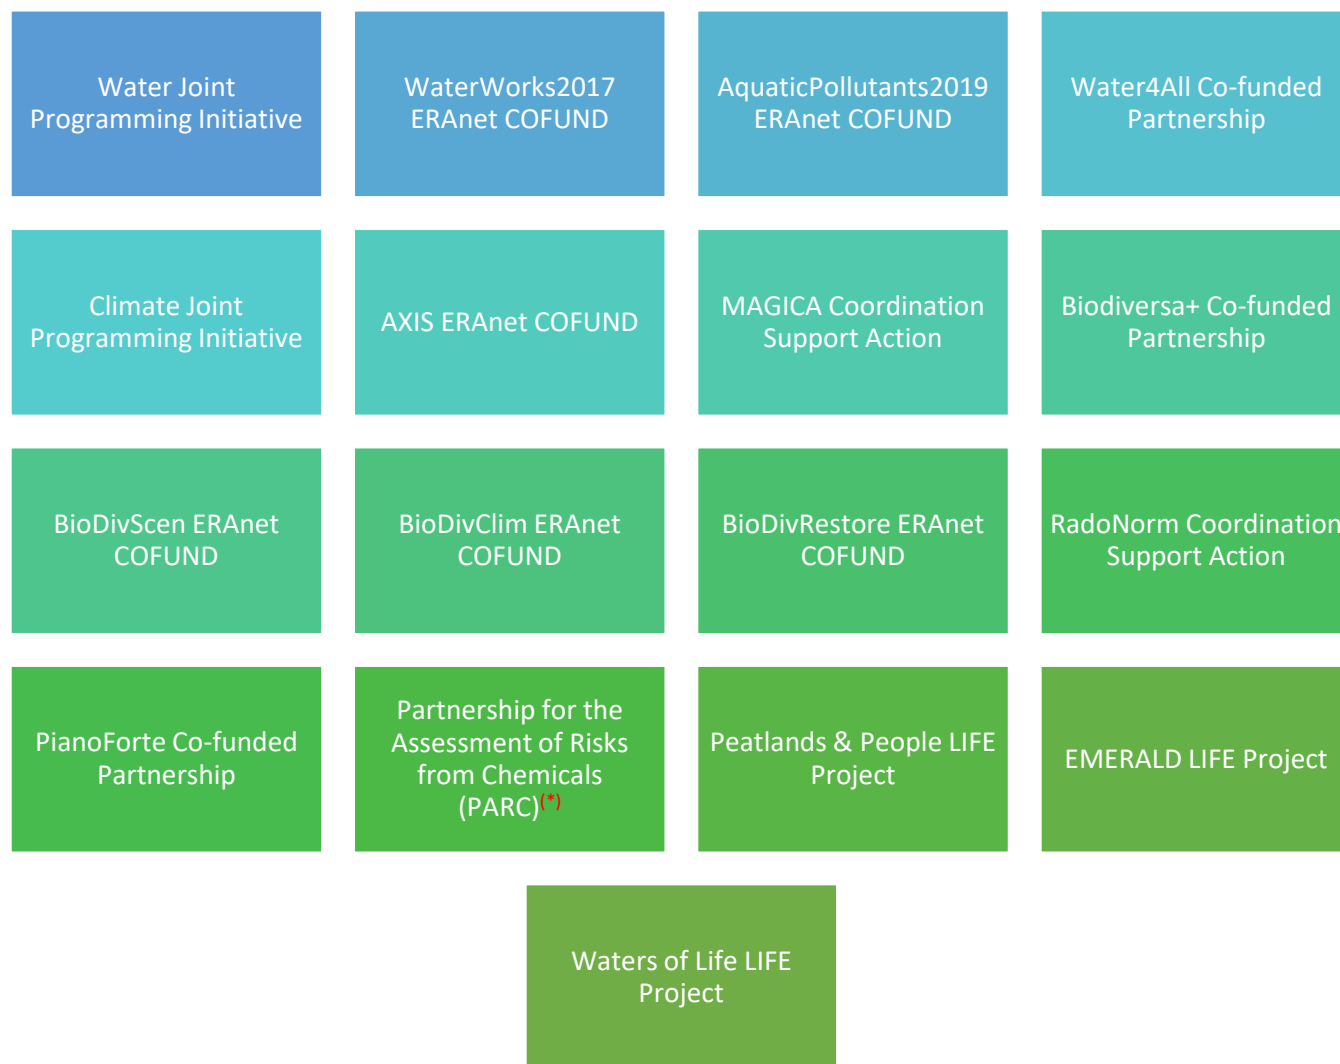 Water Joint
Programming Initiative
WaterWorks2017
ERAnet COFUND
AquaticPollutants2019
ERAnet COFUND
Water4All Co-funded
Partnership
Climate Joint
Programming Initiative
AXIS ERAnet COFUND
MAGICA Coordination
Support Action
Biodiversa+ Co-funded
Partnership
BioDivScen ERAnet
COFUND
BioDivClim ERAnet
COFUND
BioDivRestore ERAnet
COFUND
RadoNorm Coordination
Support Action
PianoForte Co-funded
Partnership
Partnership for the
Assessment of Risks
from Chemicals
(PARC)(*)
Peatlands & People LIFE
Project
EMERALD LIFE Project
Waters of Life LIFE
Project